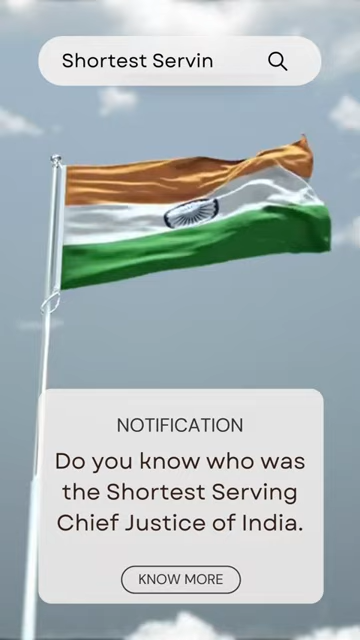 Shortest Servin
NOTIFICATION
Do you know who was
the Shortest Serving
Chief Justice of India.
KNOW MORE